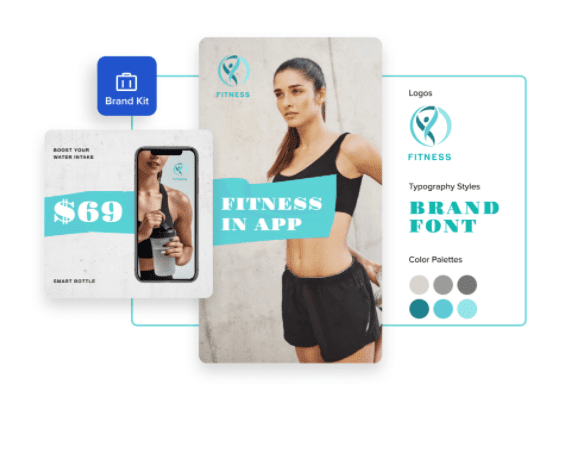 Brand Kit
BOOST YOUR
WATER INTAKE
$69
SMART BOTTLE
FITNESS
FITNESS
IN APP
Logos
FITNESS
Typography Styles
BRAND
FONT
Color Palettes